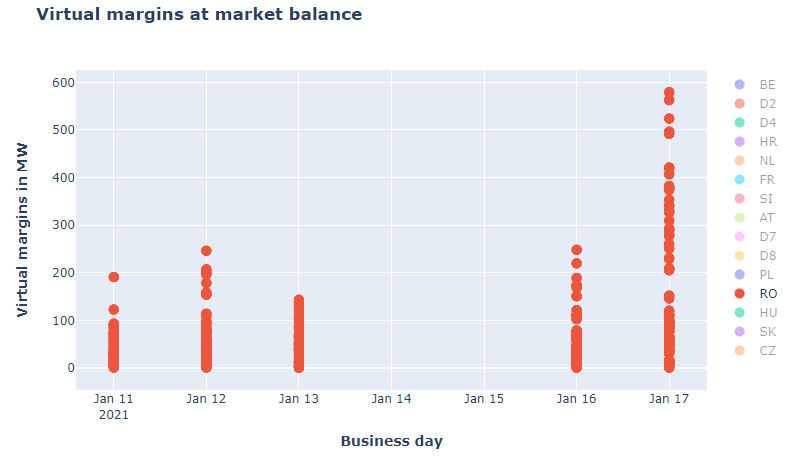 Virtual margins at market balance
600
500
400
300
200
100
0
Virtual margins in MW
Jan 11
2021
Jan 12
Jan 13
Jan 14
Jan 15
Jan 16
Jan 17
Business day
BE
D2
D4
HR
NL
FR
SI
AT
D7
D8
PL
RO
HU
SK
CZ